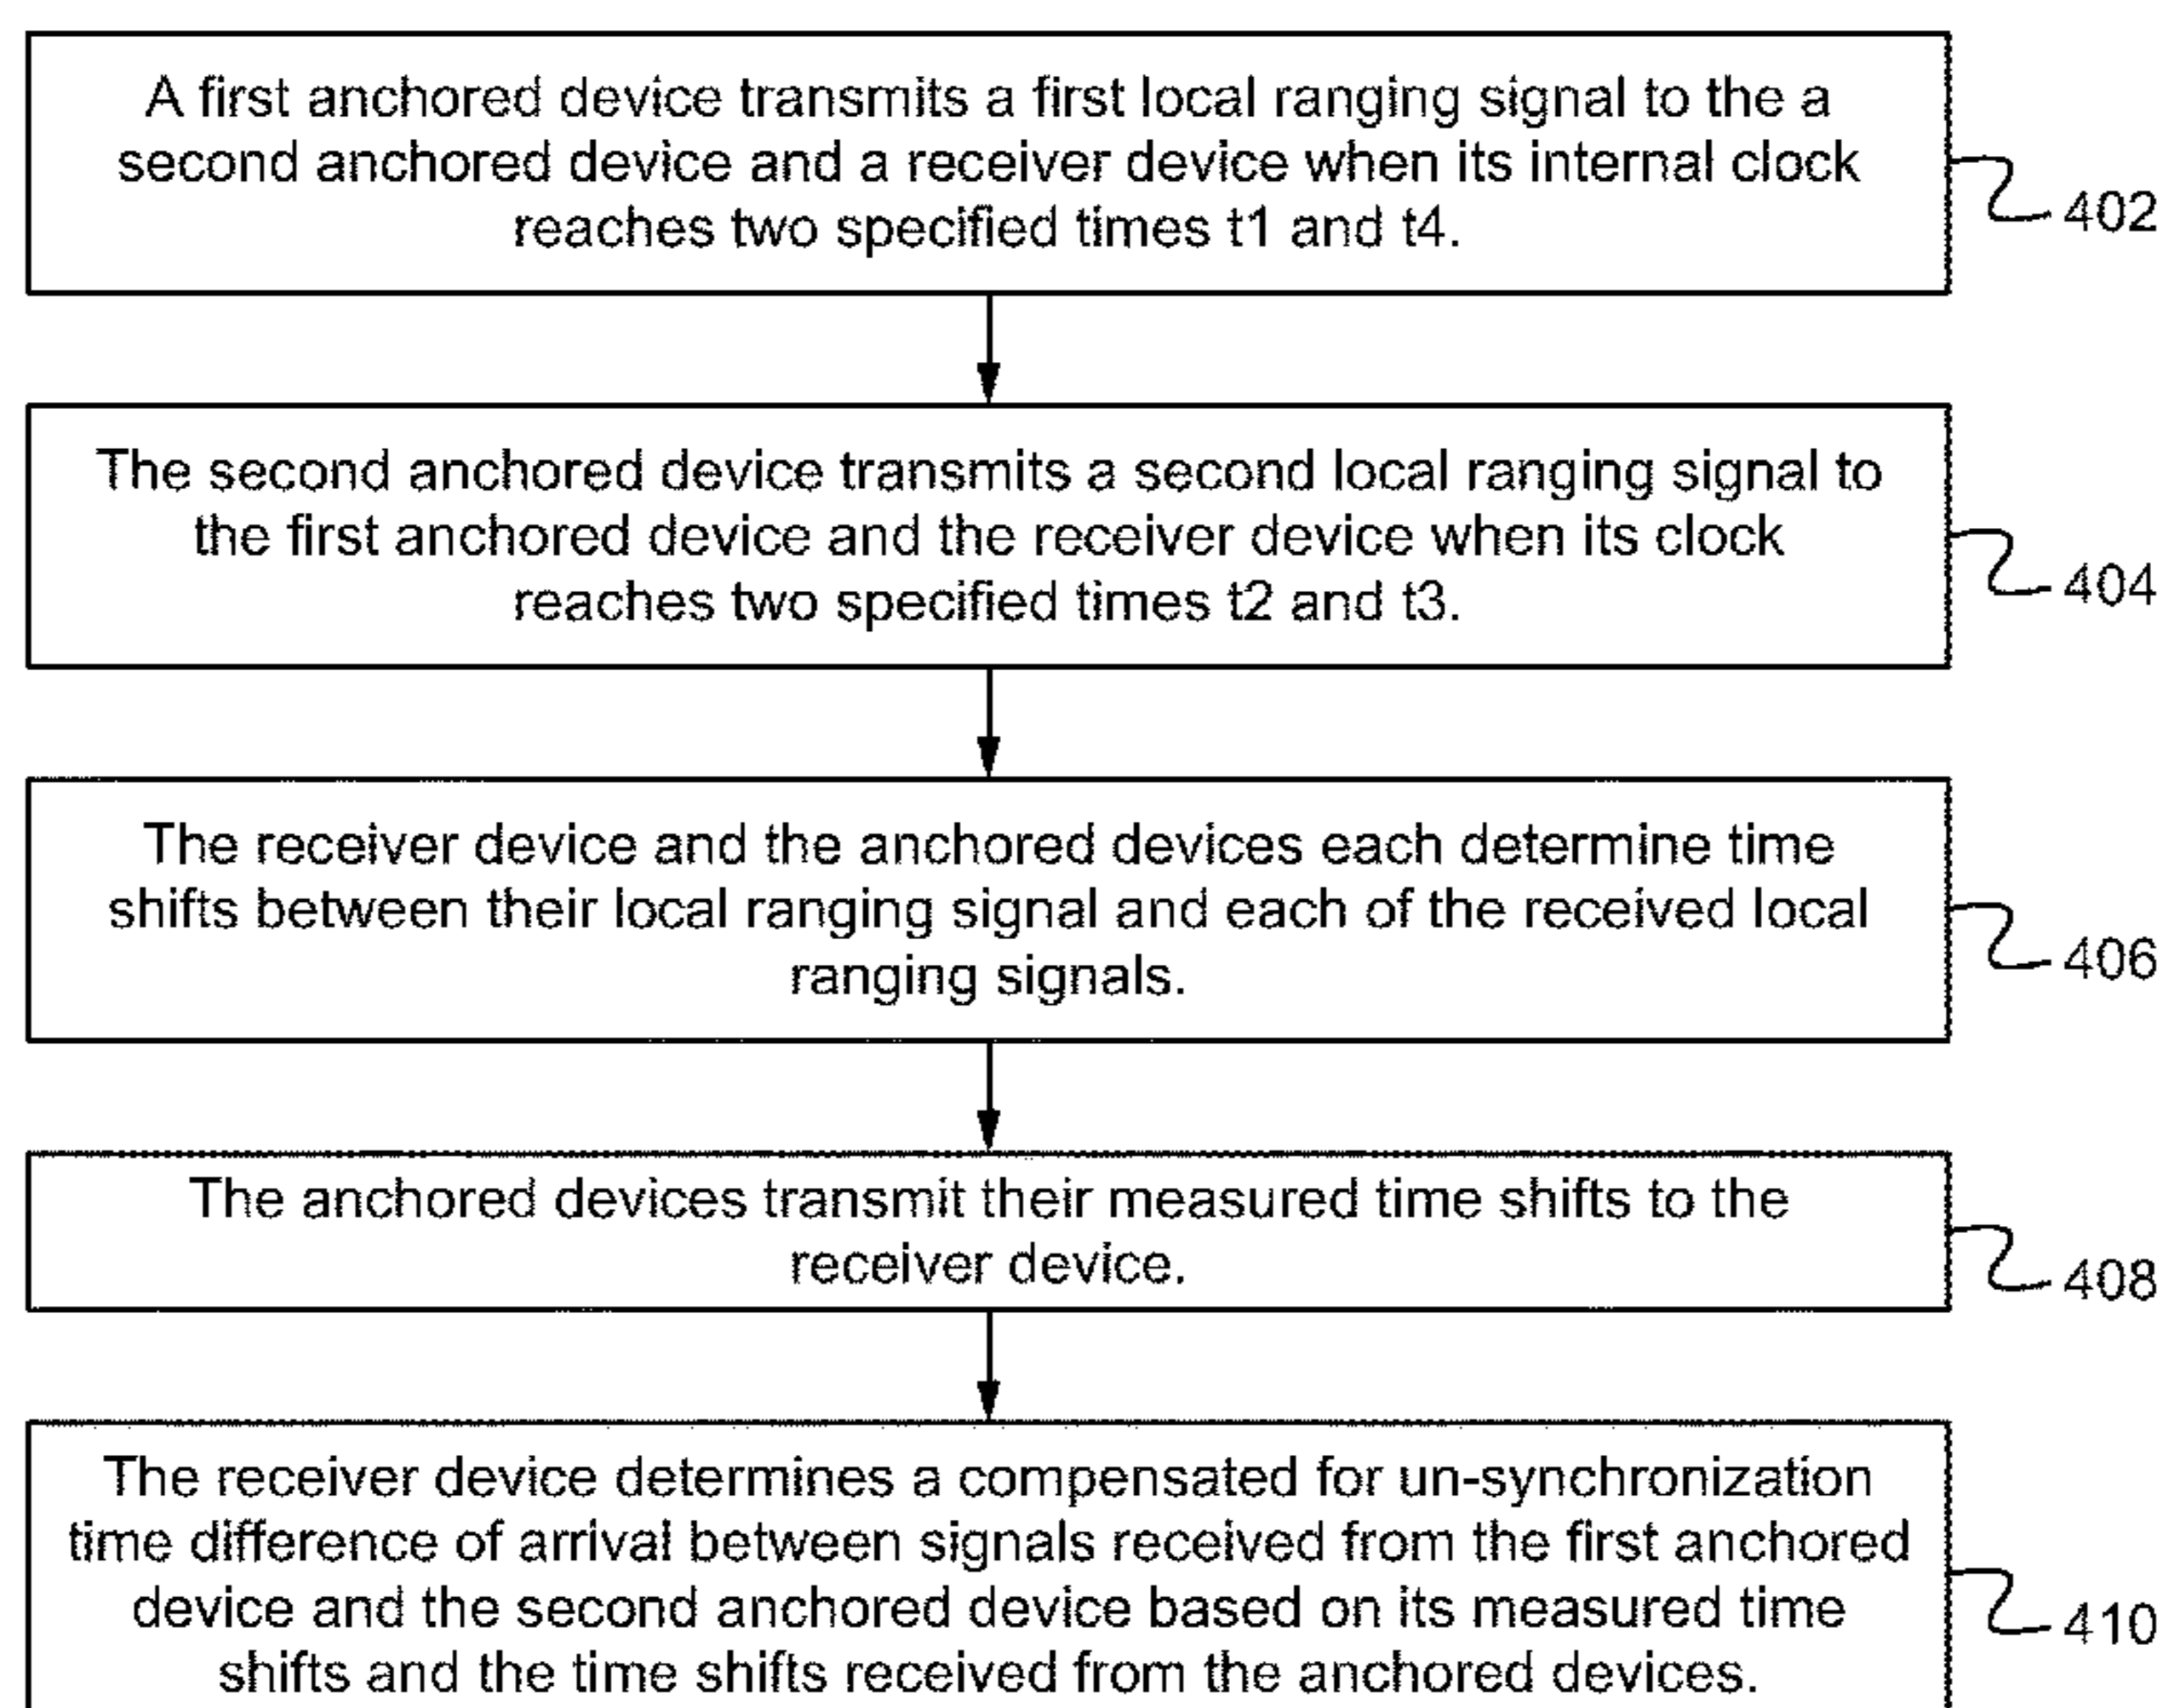 A first anchored device transmits a first local ranging signal to the a
second anchored device and a receiver device when its internal clock
reaches two specified times t1 and t4.
402
The second anchored device transmits a second local ranging signal to
the first anchored device and the receiver device when its clock
reaches two specified times t2 and t3.
404
The receiver device and the anchored devices each determine time
shifts between their local ranging signal and each of the received local
ranging signals.
406
The anchored devices transmit their measured time shifts to the
receiver device.
408
The receiver device determines a compensated for un-synchronization
time difference of arrival between signals received from the first anchored
device and the second anchored device based on its measured time
shifts and the time shifts received from the anchored devices.
410